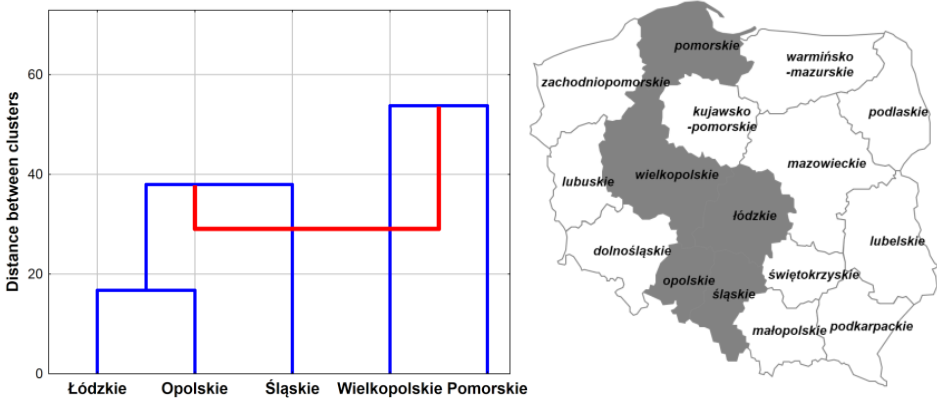 Distance between clusters
60
40
20
0
Łódzkie Opolskie Śląskie Wielkopolskie Pomorskie
pomorskie
warmińsko
-mazurskie
zachodniopomorskie
kujawsko
-pomorskie
podlaskie
mazowieckie
wielkopolskie
lubuskie
łódzkie
lubelskie
dolnośląskie
świętokrzyskie
opolskie
śląskie
małopolskie
podkarpackie